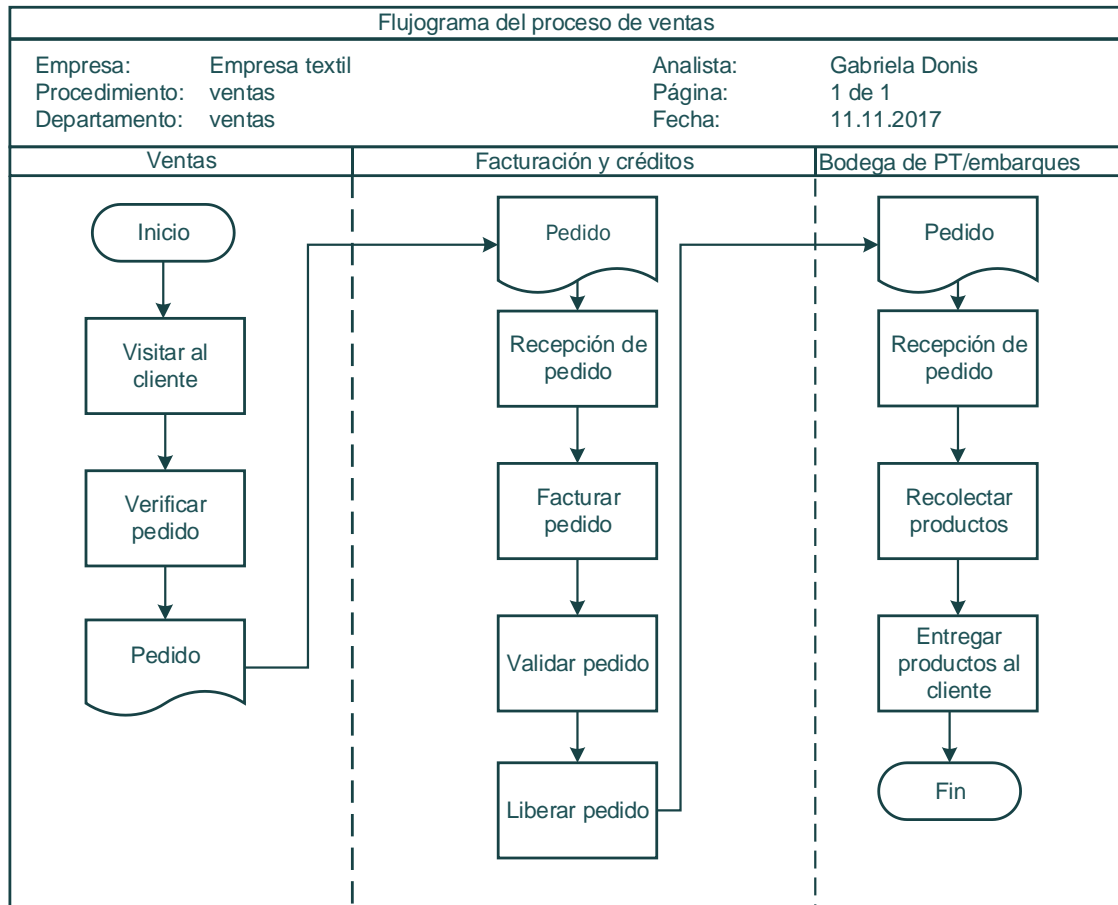 Flujograma del proceso de ventas
Empresa: Empresa textil
Procedimiento: ventas
Departamento: ventas
Analista: Gabriela Donis
Página: 1 de 1
Fecha: 11.11.2017
Ventas
Inicio
Visitar al
cliente
Verificar
pedido
Pedido
Facturación y créditos
Pedido
Recepción de
pedido
Facturar
pedido
Validar pedido
Liberar pedido
Bodega de PT/embarques
Pedido
Recepción de
pedido
Recolectar
productos
Entregar
productos al
cliente
Fin